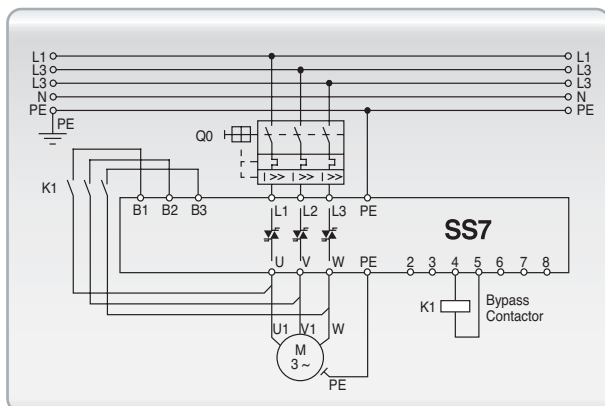 L1 L1
L3 L3
L3 L3
N N
PE PE
PE
Q0
I >> I >> I >>
K1
B1 B2 B3 L1 L2 L3 PE
SS7
U V W PE 2 3 4 5 6 7 8
K1 Bypass
Contactor
U1 V1 W
M
3 ~
PE